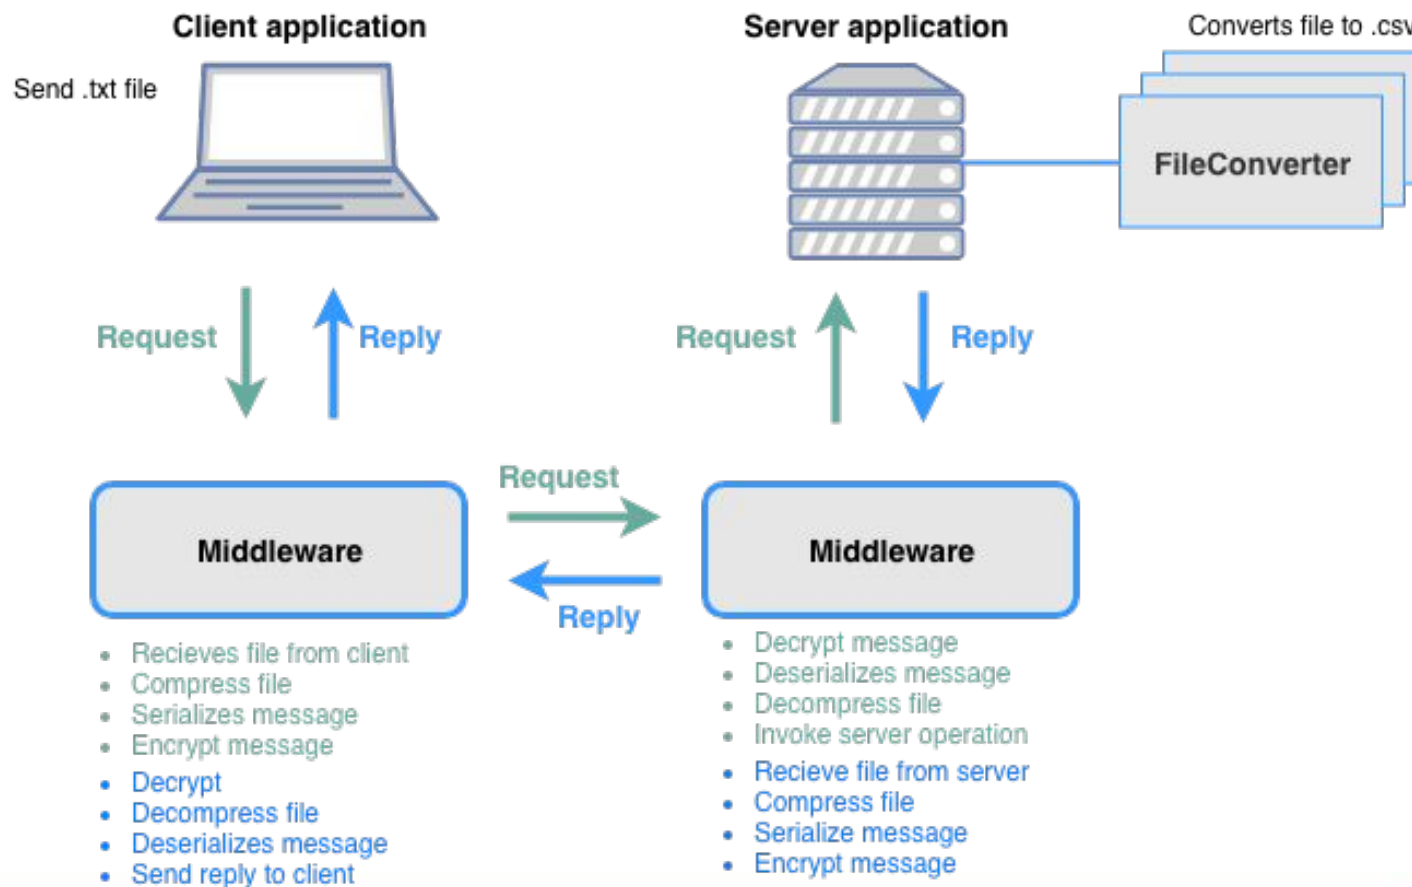 Client application
Server application
Converts file to .csv
Send .txt file
FileConverter
Request
Reply
Request
Reply
Request
Middleware
Middleware
Reply
• Recieves file from client
• Compress file
• Serializes message
• Encrypt message
• Decrypt
• Decompress file
• Deserializes message
• Send reply to client
• Decrypt message
• Deserializes message
• Decompress file
• Invoke server operation
• Recieve file from server
• Compress file
• Serialize message
• Encrypt message